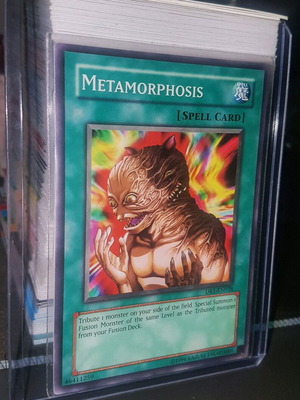 METAMORPHOSIS
[SPELL CARD]
Tribute 1 monster on your side of the field. Special Summon 1
Fusion Monster of the same Level as the Tributed monster
from your Fusion Deck.
46411259